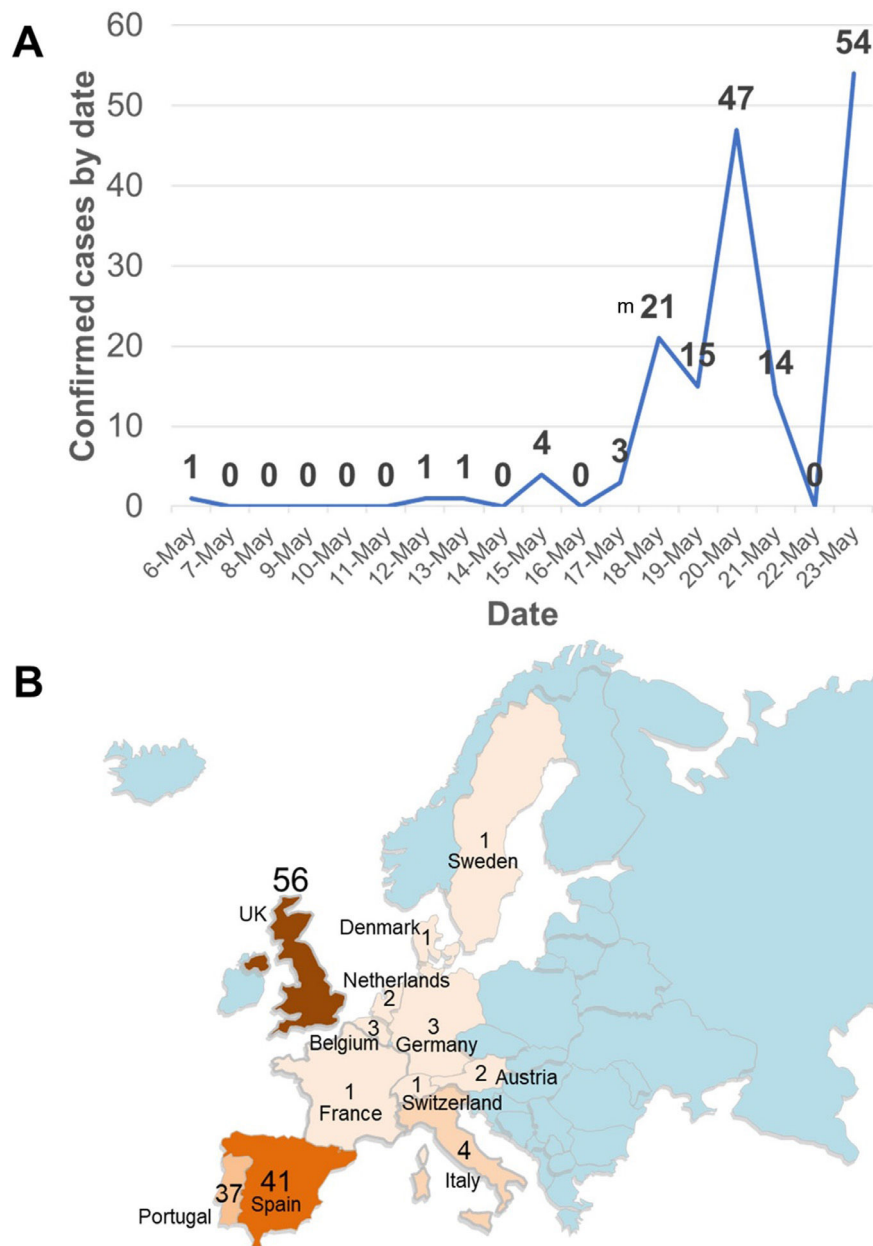 A
Confirmed cases by date
60
50
40
30
20
10
0
1
0
0
0
0
0
1
1
0
4
0
3
m 21
15
47
14
0
54
6-May
7-May
8-May
9-May
10-May
11-May
12-May
13-May
14-May
15-May
16-May
17-May
18-May
19-May
20-May
21-May
22-May
23-May
Date
B
1
Sweden
56
UK
Denmark
1
Netherlands
2
3
Belgium
3
Germany
2
Austria
1
Switzerland
1
France
4
Italy
37
Portugal
41
Spain